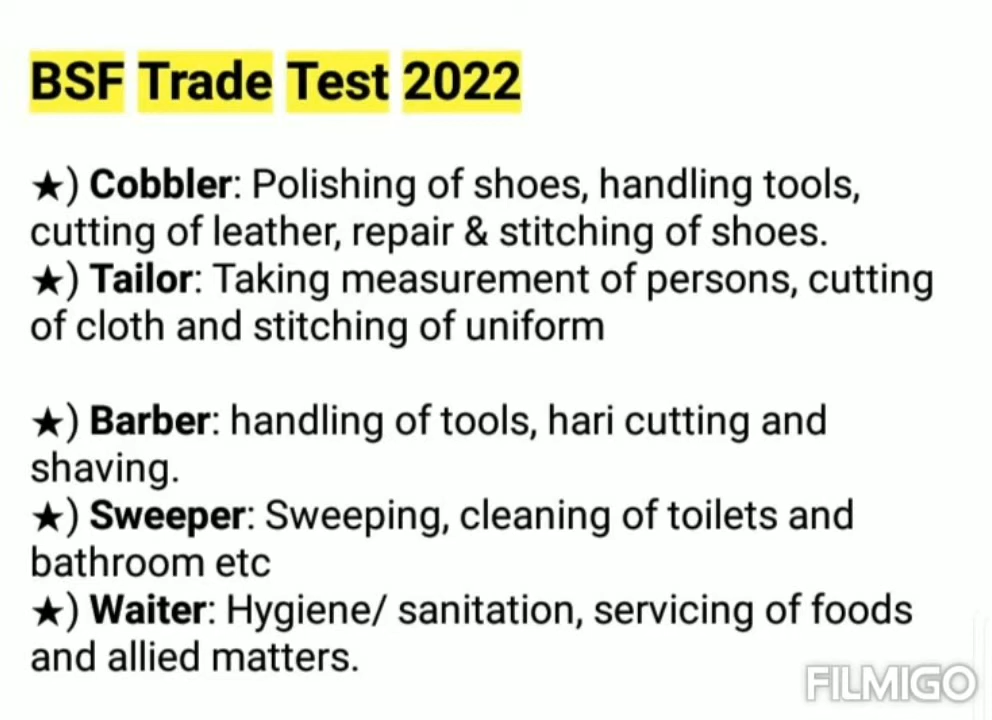 BSF Trade Test 2022
★) Cobbler: Polishing of shoes, handling tools,
cutting of leather, repair & stitching of shoes.
★) Tailor: Taking measurement of persons, cutting
of cloth and stitching of uniform
★) Barber: handling of tools, hari cutting and
shaving.
★) Sweeper: Sweeping, cleaning of toilets and
bathroom etc
★) Waiter: Hygiene/ sanitation, servicing of foods
and allied matters.
FILMIGO